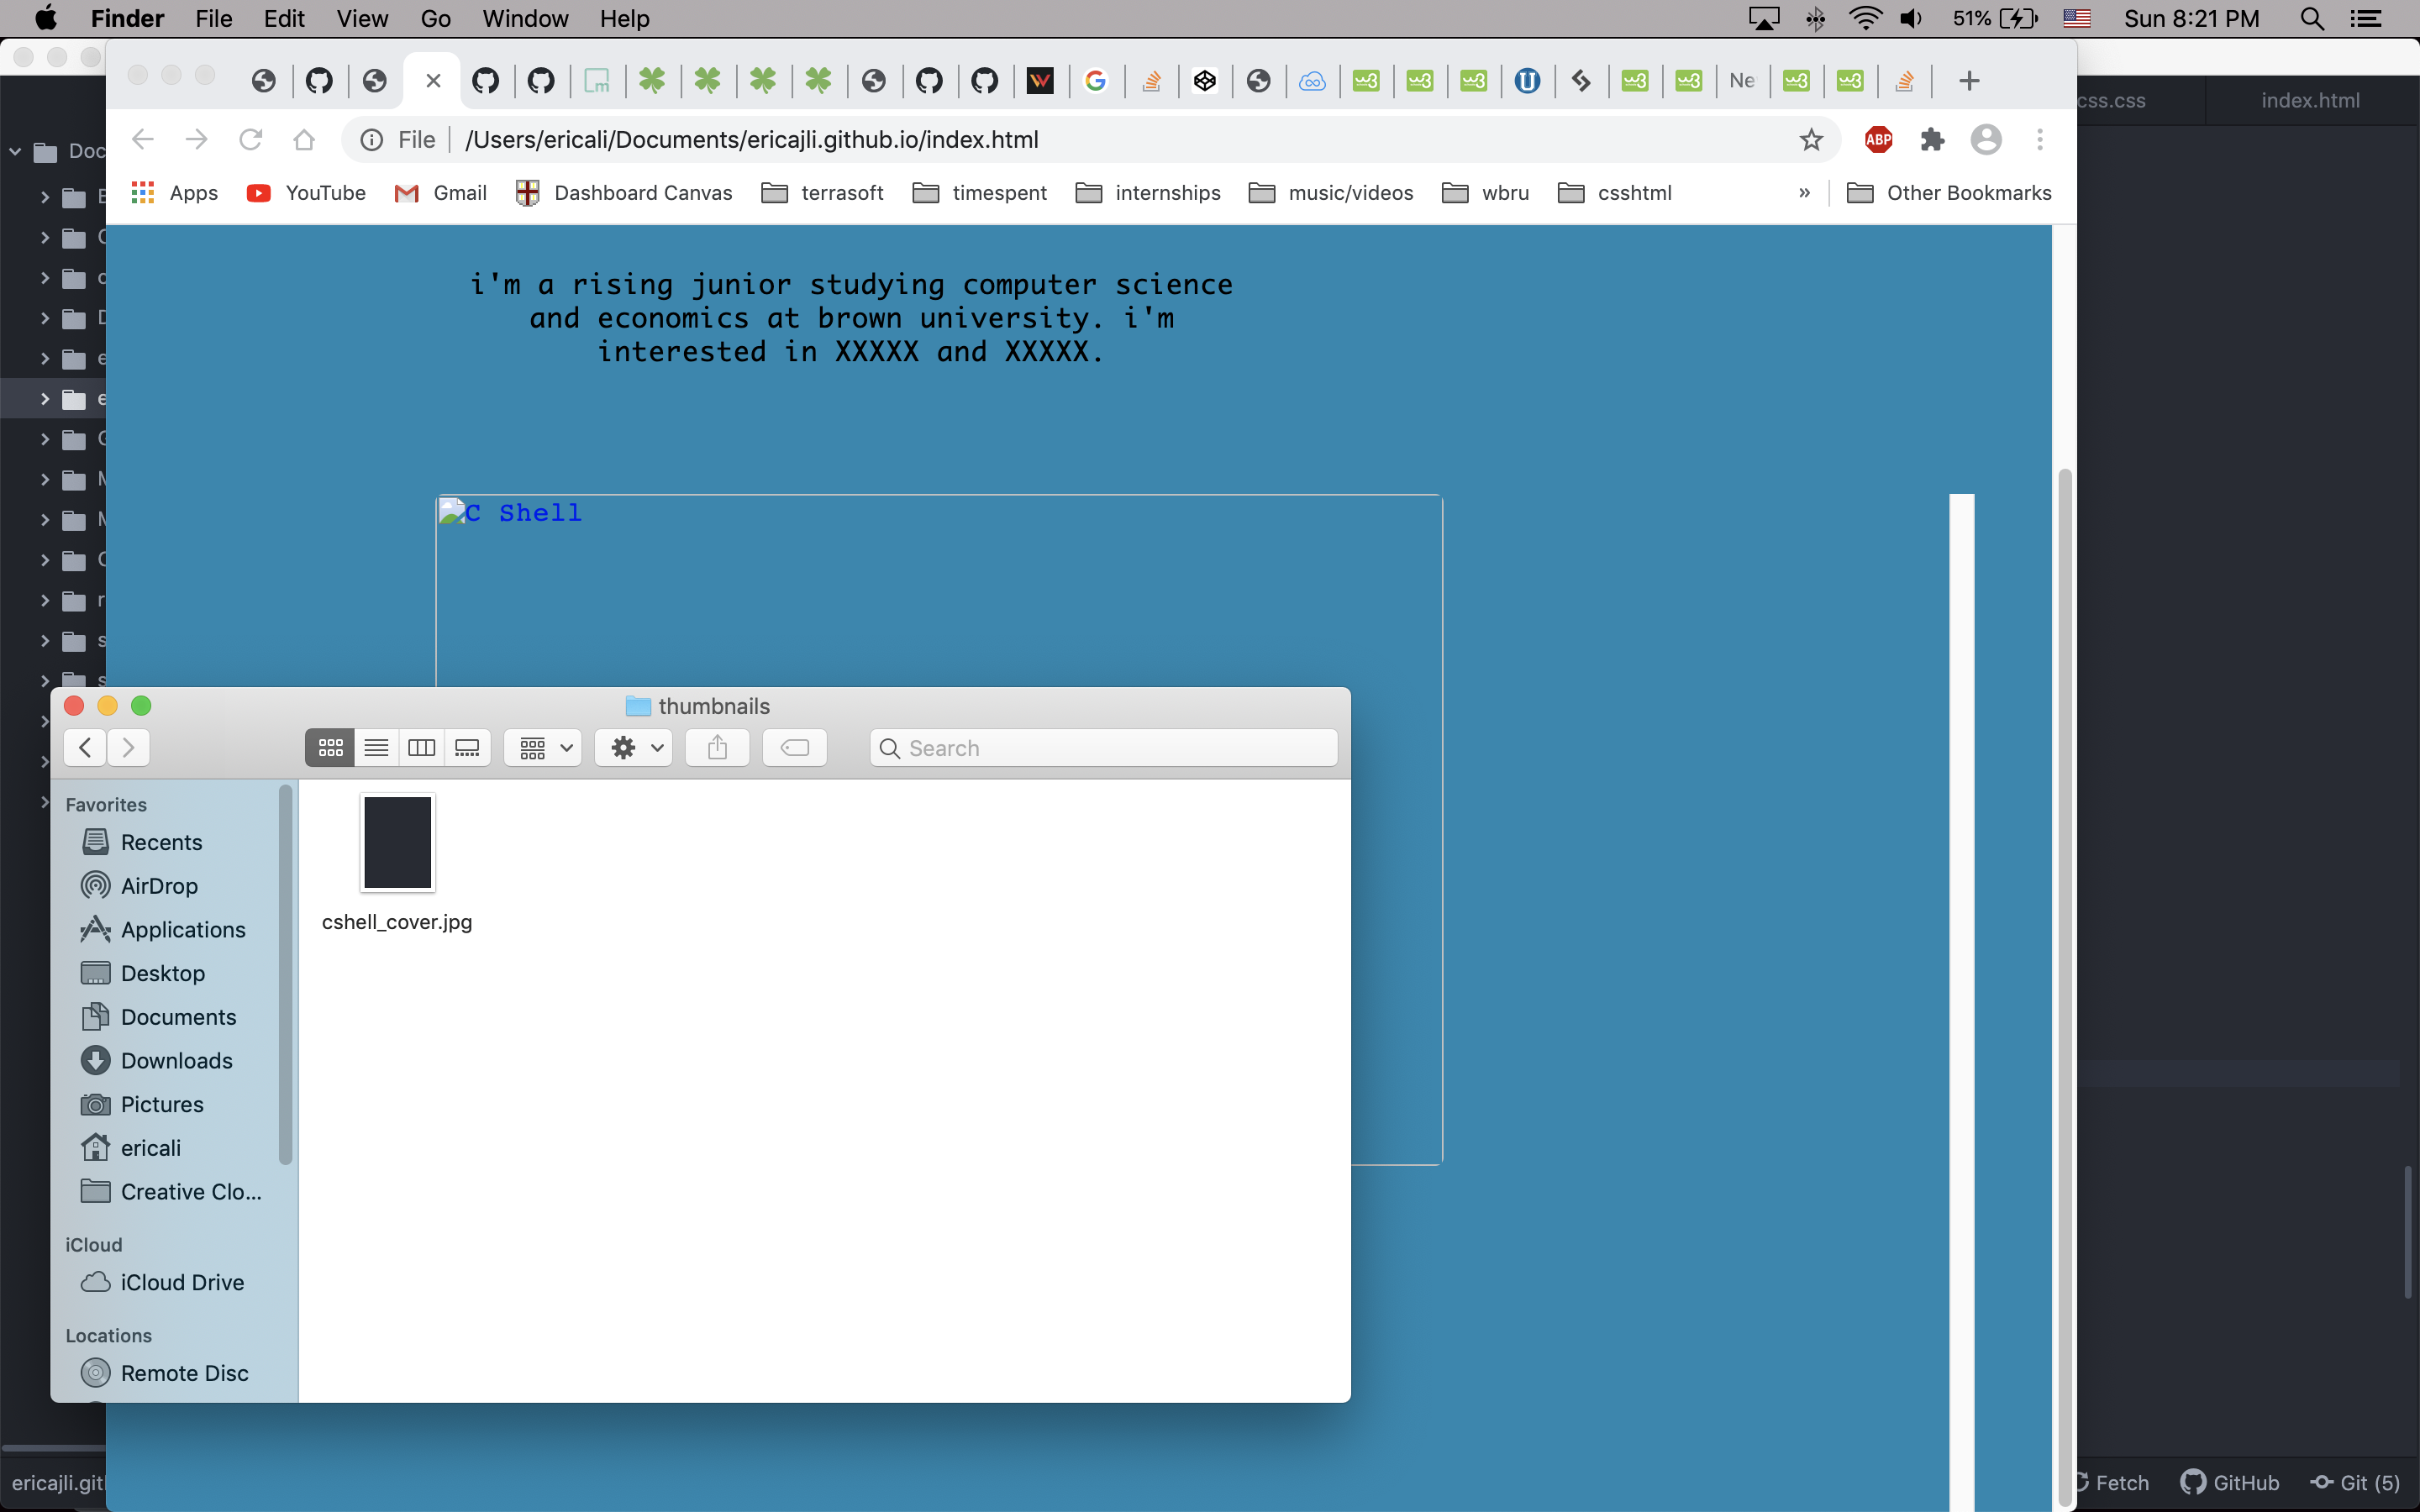 Finder File Edit View Go Window Help 51% Sun 8:21 PM
Ne
File /Users/ericali/Documents/ericajli.github.io/index.html ABP
Apps YouTube Gmail Dashboard Canvas terrasoft timespent internships music/videos wbru csshtml » Other Bookmarks
css.css index.html
Doc
i'm a rising junior studying computer science
and economics at brown university. i'm
interested in XXXXX and XXXXX.
C Shell
thumbnails
Search
Favorites
Recents
AirDrop
Applications
Desktop
Documents
Downloads
Pictures
ericali
Creative Clo...
iCloud
iCloud Drive
Locations
Remote Disc
cshell_cover.jpg
ericajli.git
Fetch GitHub Git (5)